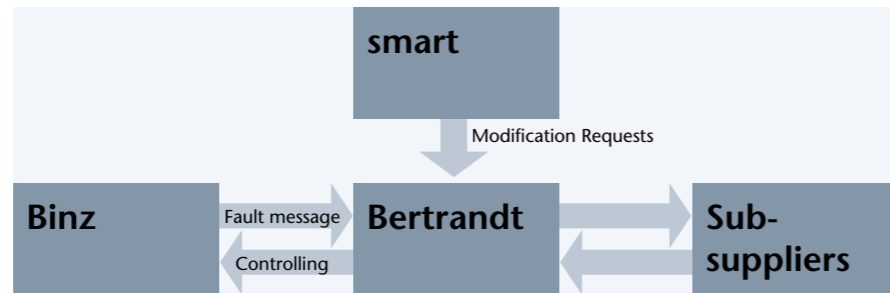 smart
Modification Requests
Binz
Fault message
Controlling
Bertrandt
Sub-
suppliers